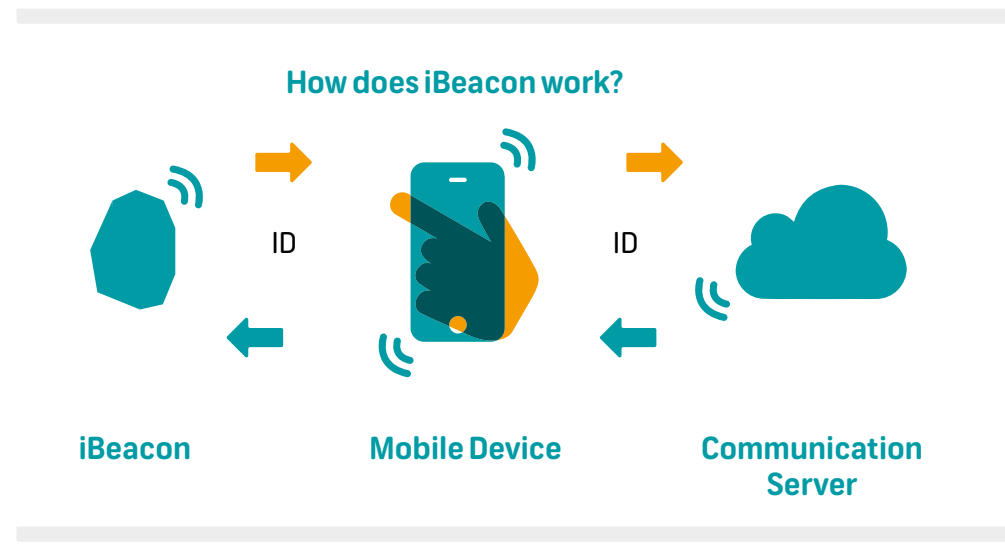 How does iBeacon work?
ID
ID
iBeacon
Mobile Device
Communication
Server